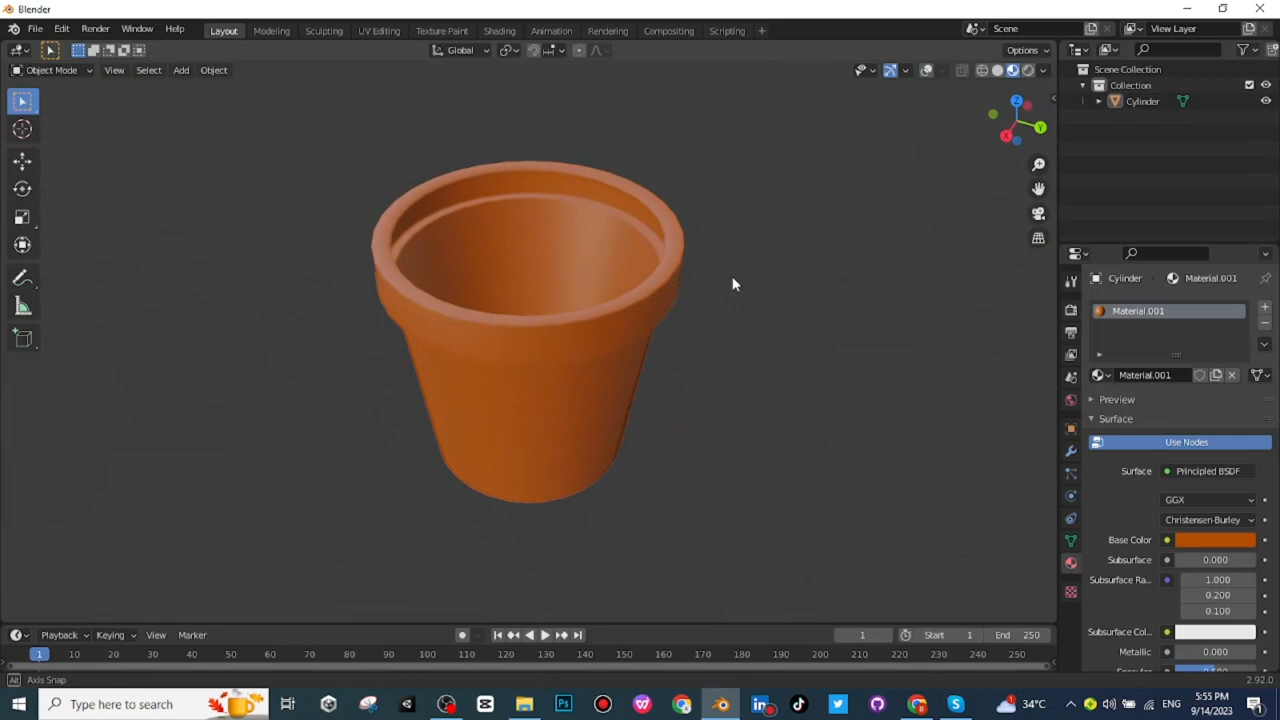 Blender
File Edit Render Window Help
Layout Modeling Sculpting UV Editing Texture Paint Shading Animation Rendering Compositing Scripting +
Scene
View Layer
Global
Options
Object Mode View Select Add Object
Scene Collection
Collection
Cylinder
Z
Y
X
Cylinder Material.001
Material.001
Material.001
Preview
Surface
Use Nodes
Surface Principled BSDF
GGX
Christensen-Burley
Base Color
Subsurface 0.000
Subsurface Ra... 1.000
0.200
0.100
Subsurface Col...
Metallic 0.000
Playback Keying View Marker
1 Start 1 End 250
1 10 20 30 40 50 60 70 80 90 100 110 120 130 140 150 160 170 180 190 200 210 220 230 240 250
Alt Axis Snap
2.92.0
Type here to search
Ps
34°C
ENG
5:55 PM
9/14/2023